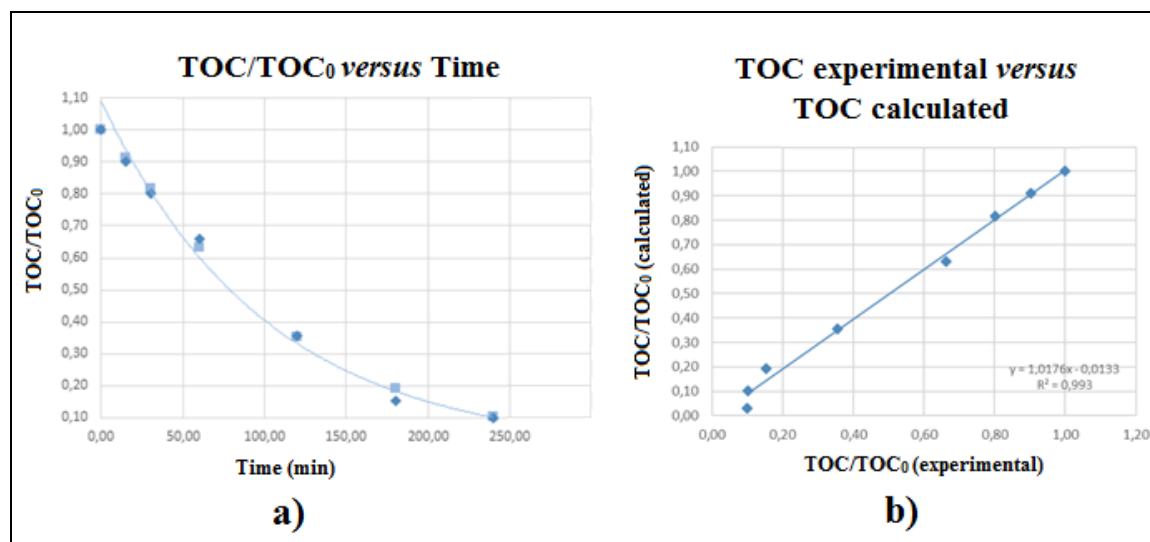 TOC/TOC₀ versus Time
1,10
1,00
0,90
0,80
0,70
0,60
0,50
0,40
0,30
0,20
0,10
0,00 50,00 100,00 150,00 200,00 250,00
TOC/TOC₀
Time (min)
a)
TOC experimental versus
TOC calculated
1,10
1,00
0,90
0,80
0,70
0,60
0,50
0,40
0,30
0,20
0,10
0,00
0,00 0,20 0,40 0,60 0,80 1,00 1,20
TOC/TOC₀ (calculated)
y = 1,0176x - 0,0133
R² = 0,993
TOC/TOC₀ (experimental)
b)